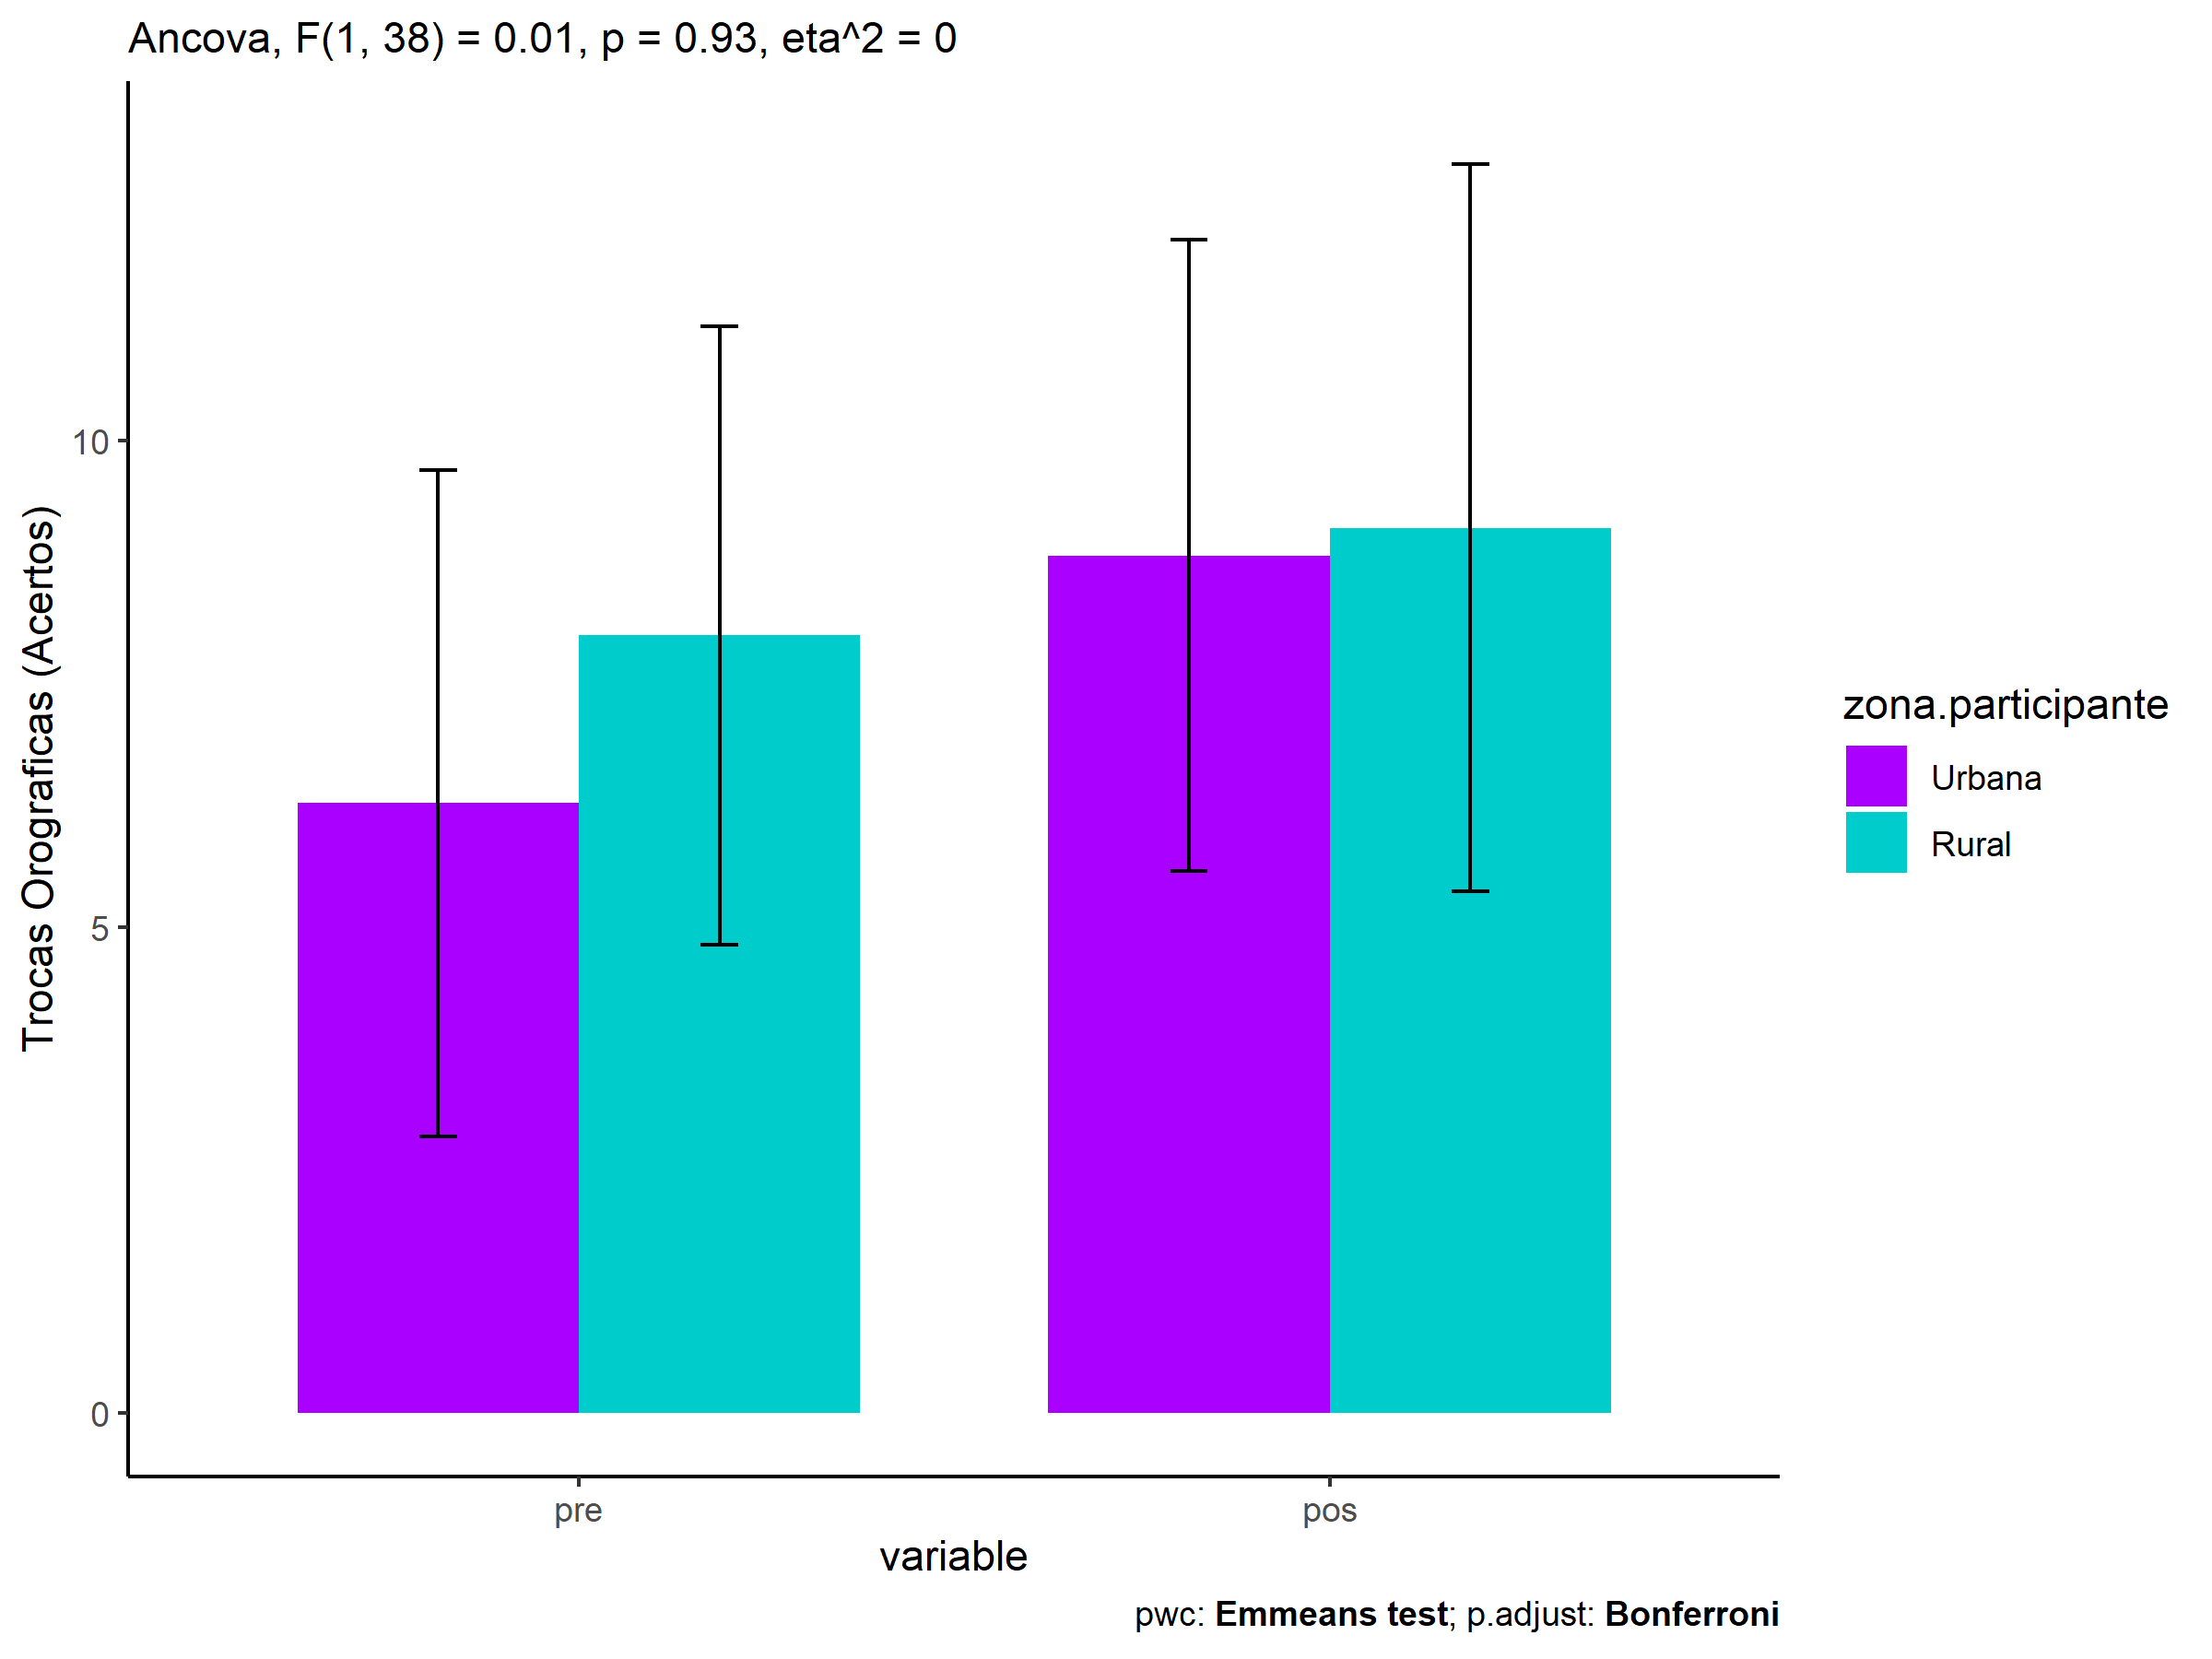 Ancova, F(1, 38) = 0.01, p = 0.93, eta^2 = 0
Trocas Orograficas (Acertos)
10
5
0
pre
pos
variable
zona.participante
Urbana
Rural
pwc: Emmeans test; p.adjust: Bonferroni